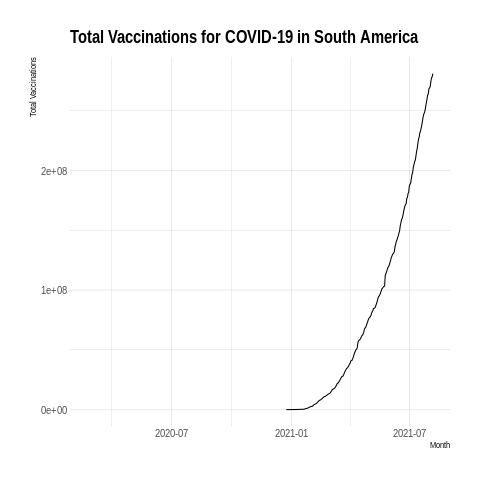 Total Vaccinations for COVID-19 in South America
Total Vaccinations
2e+08
1e+08
0e+00
2020-07
2021-01
2021-07
Month